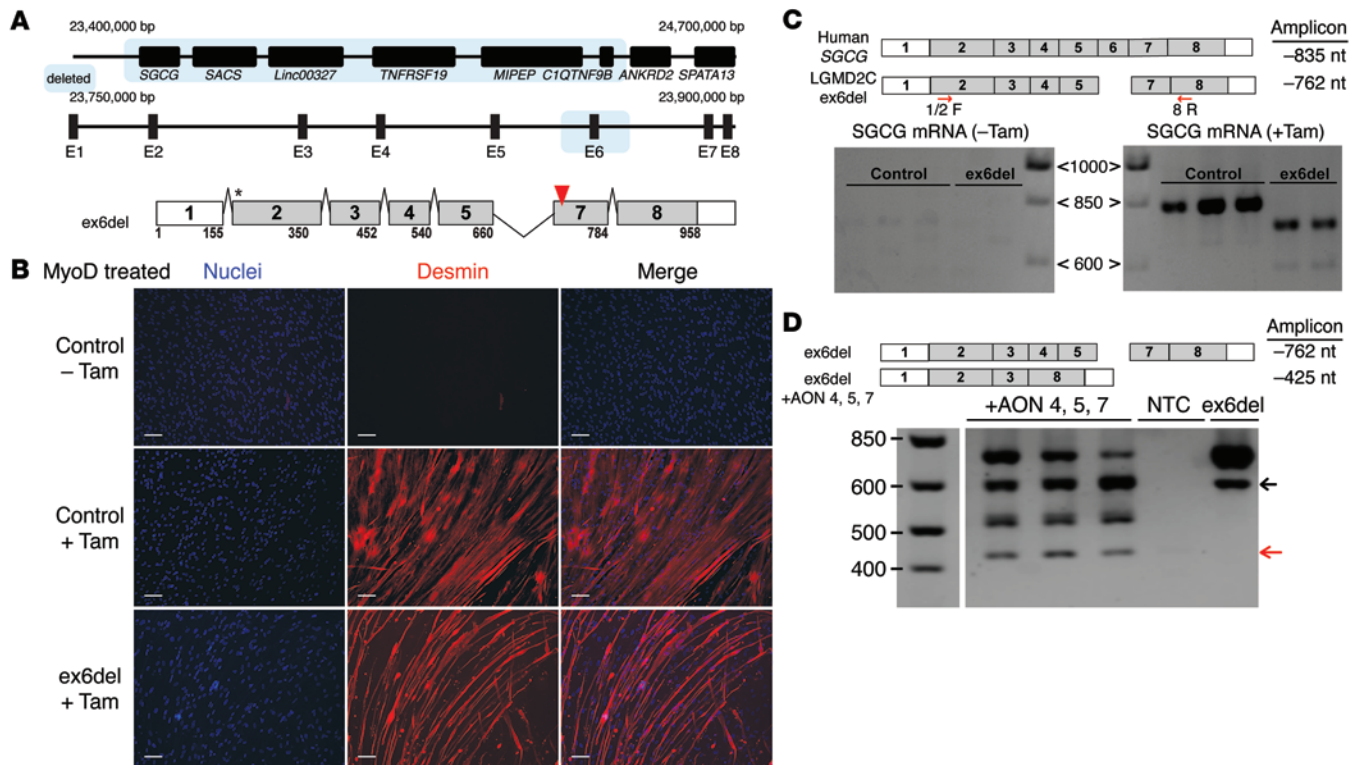 A
23,400,000 bp 24,700,000 bp
SGCG SACS Linc00327 TNFRSF19 MIPEP C1QTNF9B ANKRD2 SPATA13
deleted
23,750,000 bp 23,900,000 bp
E1 E2 E3 E4 E5 E6 E7 E8
*
ex6del 1 2 3 4 5 7 8
1 155 350 452 540 660 784 958
B MyoD treated Nuclei Desmin Merge
Control
– Tam
Control
+ Tam
ex6del
+ Tam
C
Amplicon
Human
SGCG 1 2 3 4 5 6 7 8 –835 nt
LGMD2C
ex6del 1 2 3 4 5 7 8 –762 nt
1/2 F 8 R
SGCG mRNA (–Tam) SGCG mRNA (+Tam)
Control ex6del <1000> Control ex6del
<850>
<600>
D
Amplicon
ex6del 1 2 3 4 5 7 8 –762 nt
ex6del 1 2 3 8 –425 nt
+AON 4, 5, 7
+AON 4, 5, 7 NTC ex6del
850
600
500
400